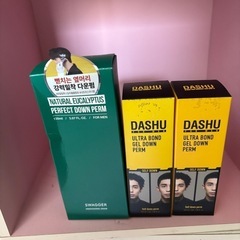 뻗치는 옆머리
강력밀착 다운펌
NATURAL EUCALYPTUS
PERFECT DOWN PERM
FOR MEN
SWAGGER
DASHU
ULTRA BOND
GEL DOWN
PERM
DASHU
ULTRA BOND
GEL DOWN
PERM